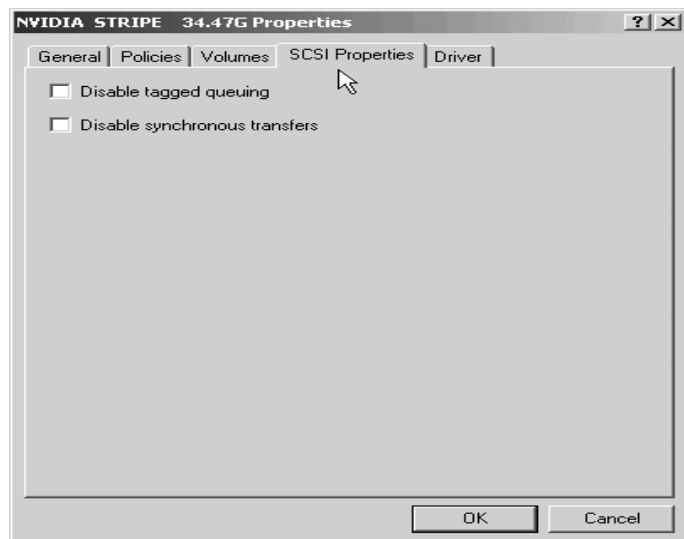 NVIDIA STRIPE 34.47G Properties
General Policies Volumes SCSI Properties Driver
Disable tagged queuing
Disable synchronous transfers
OK Cancel